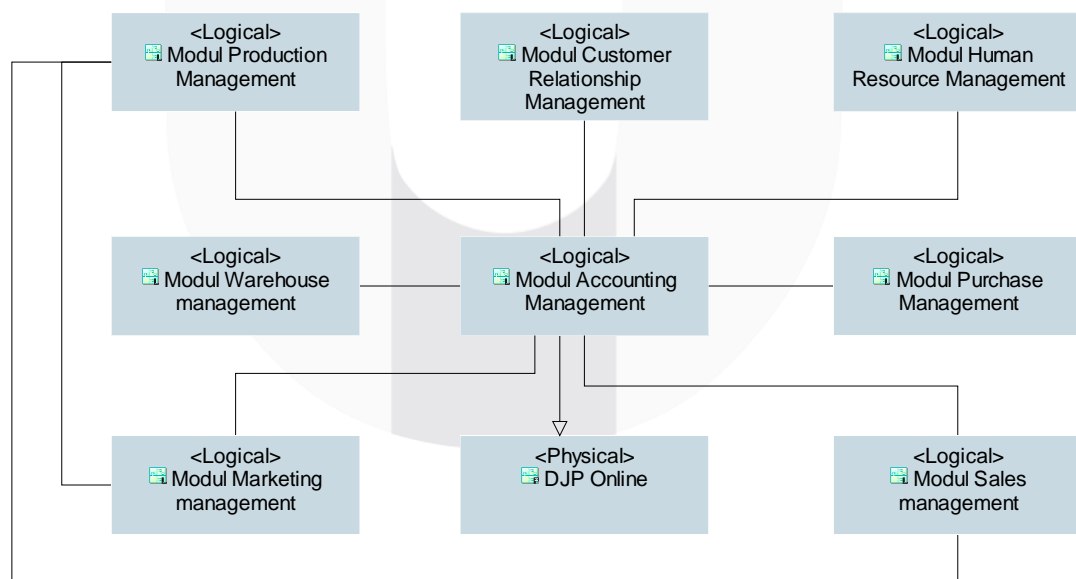 <Logical>
Modul Production
Management
<Logical>
Modul Customer
Relationship
Management
<Logical>
Modul Human
Resource Management
<Logical>
Modul Warehouse
management
<Logical>
Modul Accounting
Management
<Logical>
Modul Purchase
Management
<Logical>
Modul Marketing
management
<Physical>
DJP Online
<Logical>
Modul Sales
management